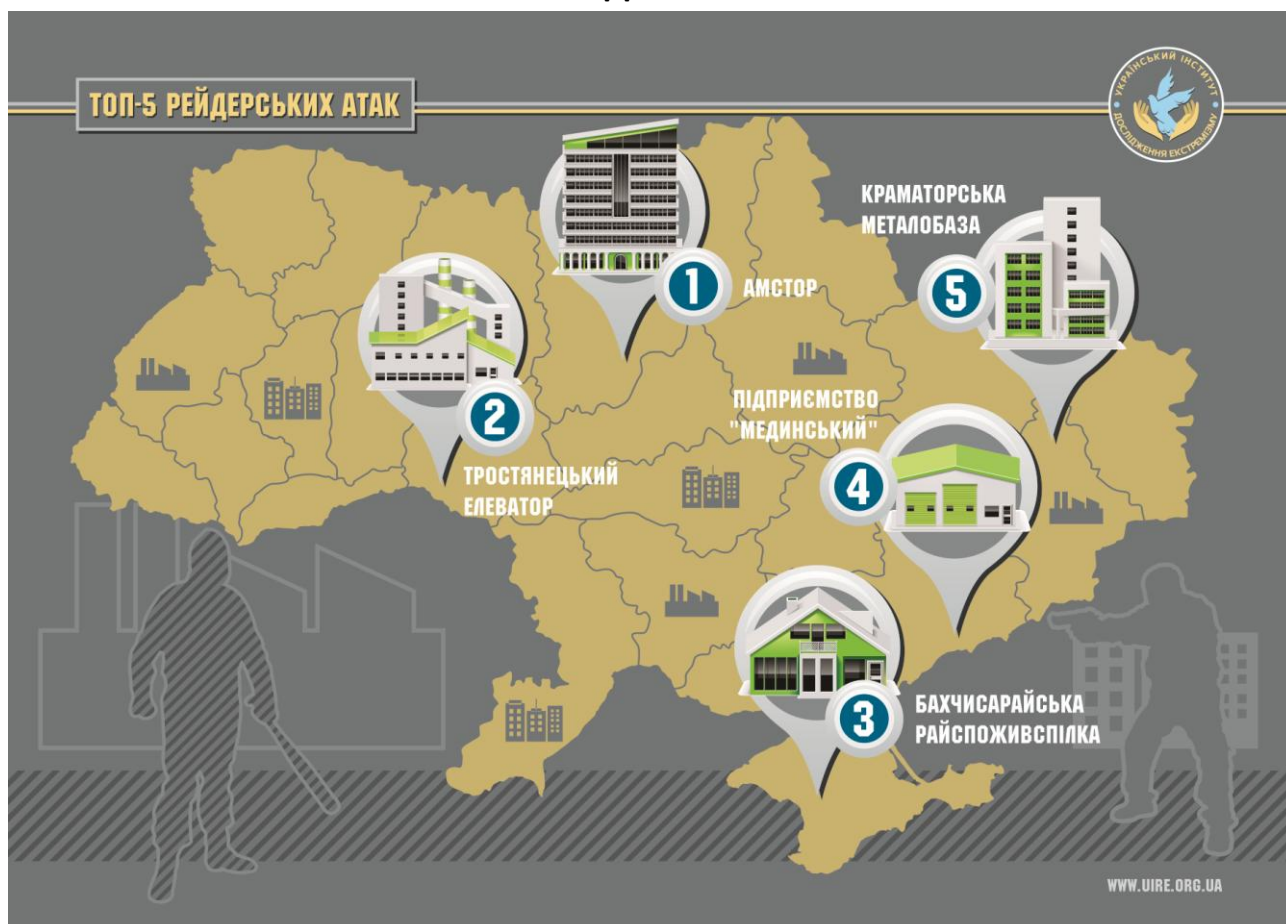 ТОП-5 РЕЙДЕРСЬКИХ АТАК
УКРАЇНСЬКИЙ ІНСТИТУТ
ДОСЛІДЖЕННЯ ЕКСТРЕМІЗМУ
1
АМСТОР
КРАМАТОРСЬКА
МЕТАЛОБАЗА
5
2
ТРОСТЯНЕЦЬКИЙ
ЕЛЕВАТОР
ПІДПРИЄМСТВО
"МЕДИНСЬКИЙ"
4
3
БАХЧИСАРАЙСЬКА
РАЙСПОЖИВСПІЛКА
WWW.UIRE.ORG.UA